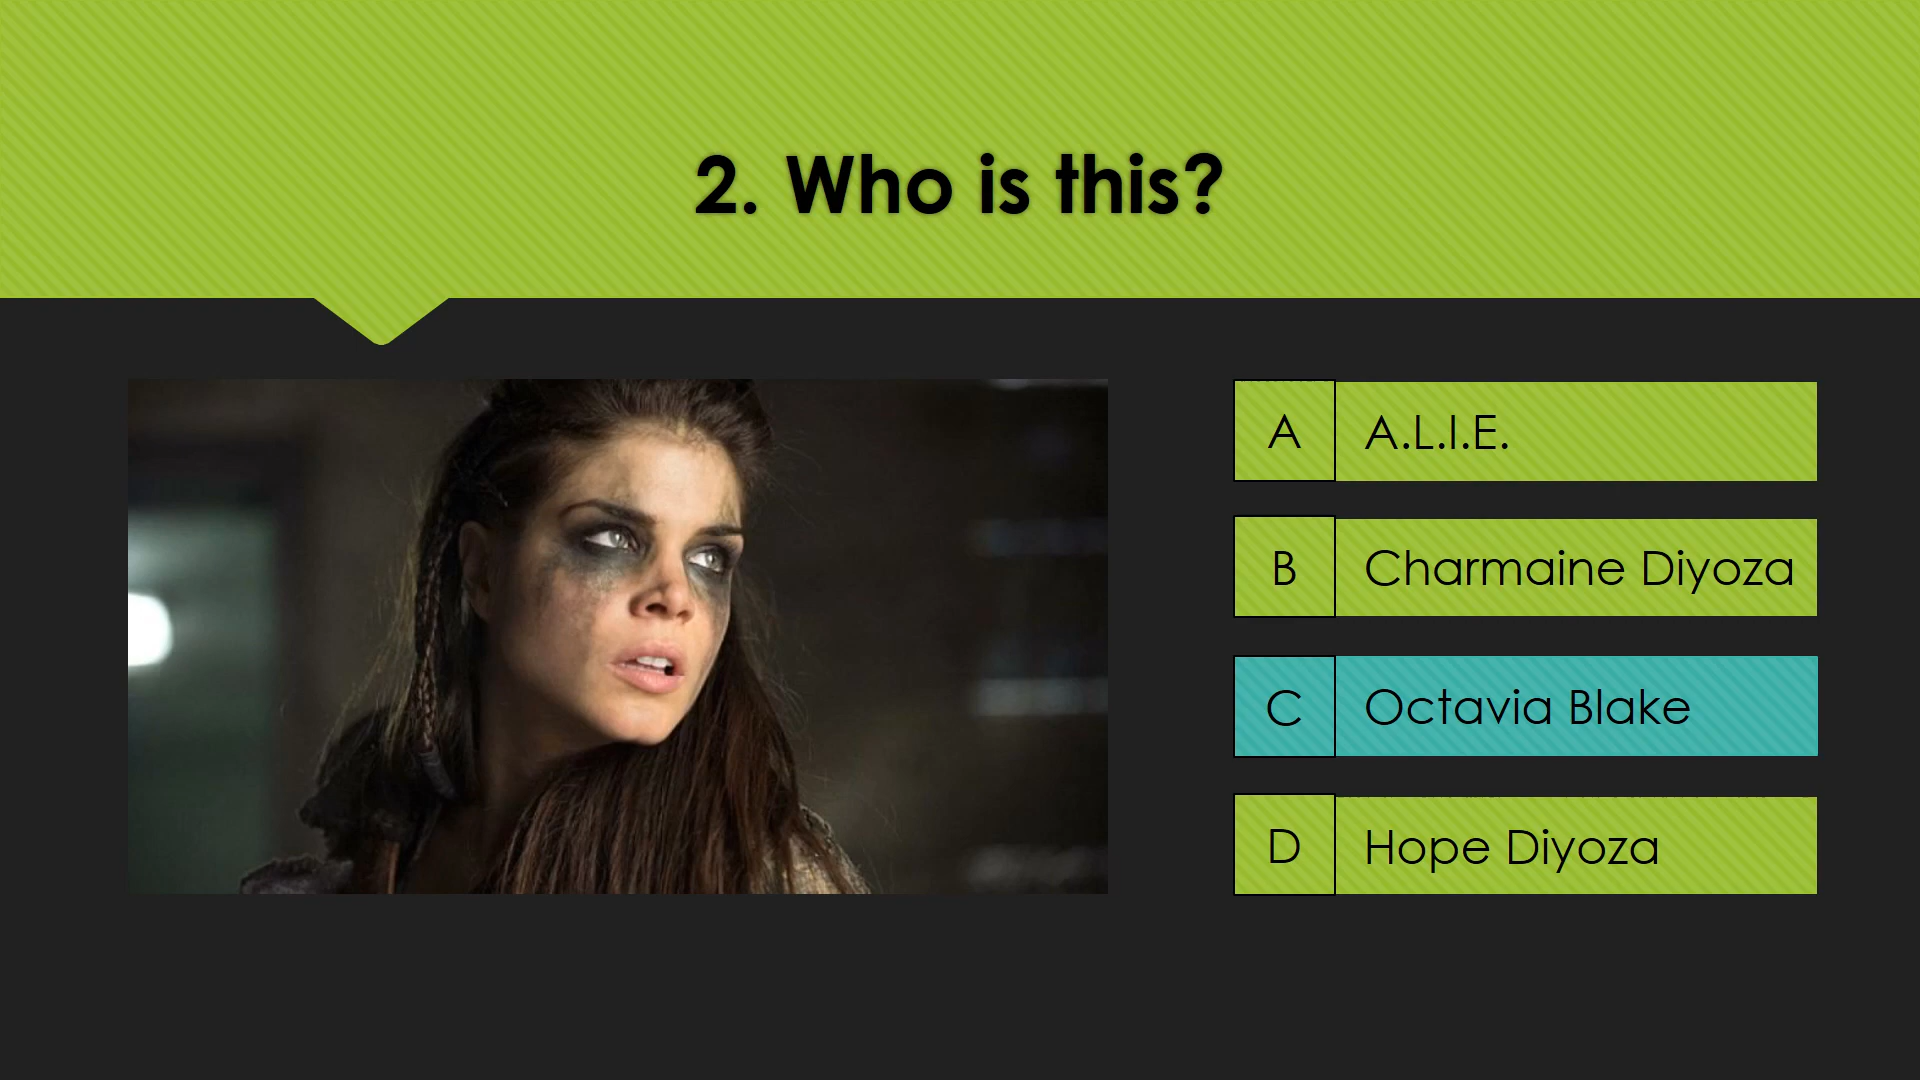 2. Who is this?
A A.L.I.E.
B Charmaine Diyoza
C Octavia Blake
D Hope Diyoza